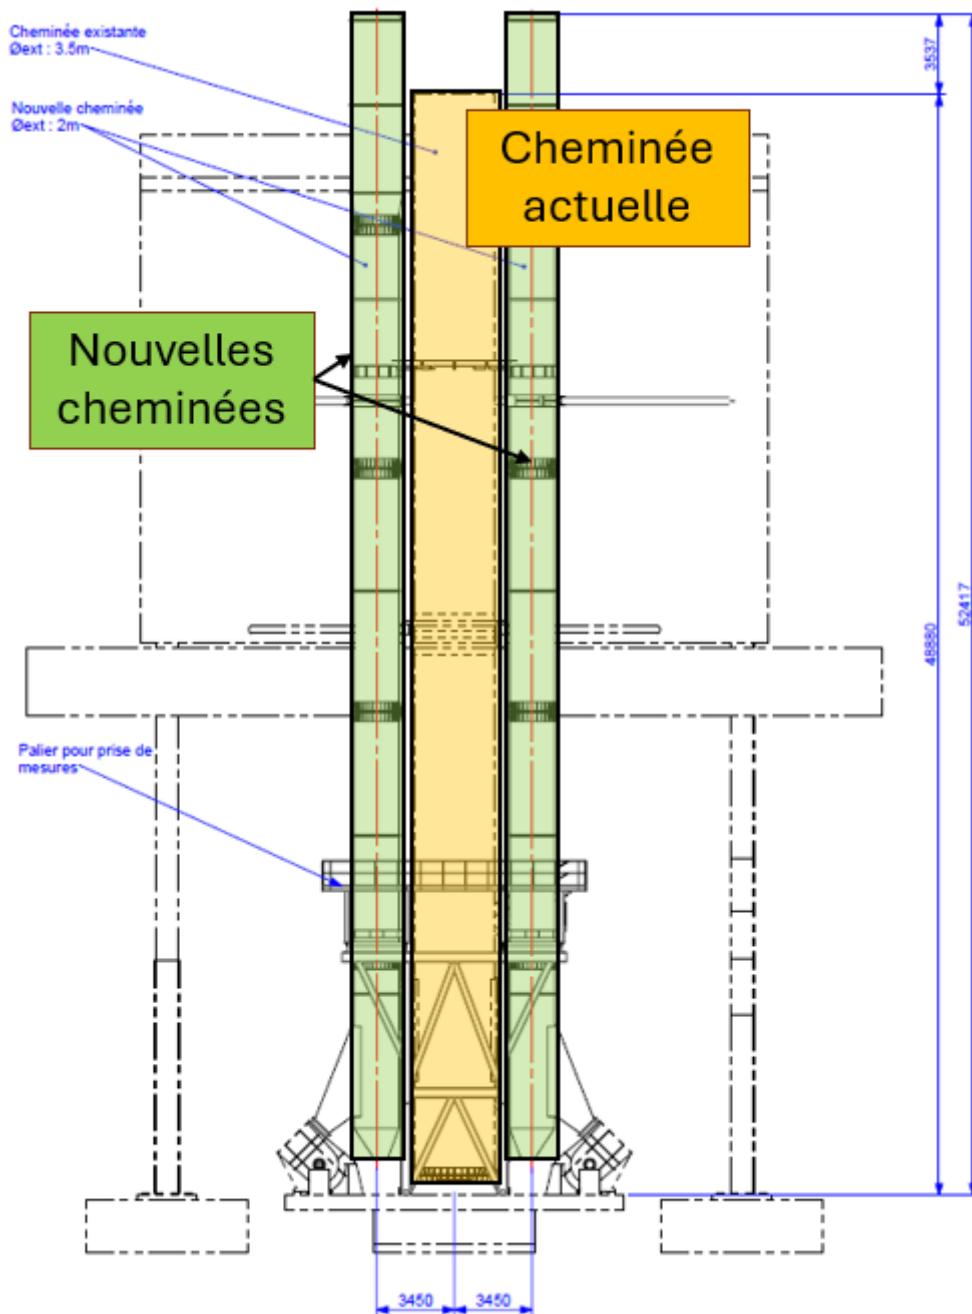 Cheminée existante
Øext : 3.5m
3537
Nouvelle cheminée
Øext : 2m
Cheminée
actuelle
Nouvelles
cheminées
52417
48880
Palier pour prise de
mesures
3450
3450